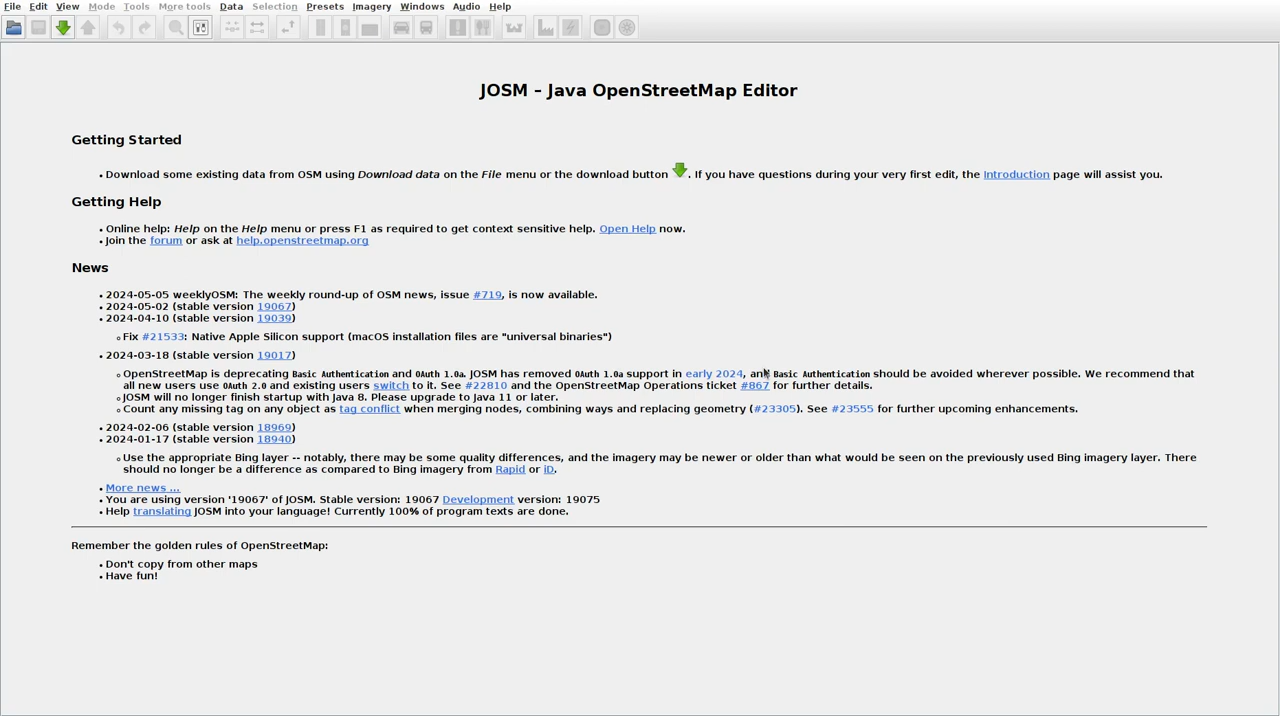 File Edit View Mode Tools More tools Data Selection Presets Imagery Windows Audio Help
JOSM – Java OpenStreetMap Editor
Getting Started
Download some existing data from OSM using Download data on the File menu or the download button . If you have questions during your very first edit, the Introduction page will assist you.
Getting Help
Online help: Help on the Help menu or press F1 as required to get context sensitive help. Open Help now.
Join the forum or ask at help.openstreetmap.org
News
2024-05-05 weeklyOSM: The weekly round-up of OSM news, issue #719, is now available.
2024-05-02 (stable version 19067)
2024-04-10 (stable version 19039)
Fix #21533: Native Apple Silicon support (macOS installation files are "universal binaries")
2024-03-18 (stable version 19017)
OpenStreetMap is deprecating Basic Authentication and OAuth 1.0a. JOSM has removed OAuth 1.0a support in early 2024, and Basic Authentication should be avoided wherever possible. We recommend that
all new users use OAuth 2.0 and existing users switch to it. See #22810 and the OpenStreetMap Operations ticket #867 for further details.
JOSM will no longer finish startup with Java 8. Please upgrade to Java 11 or later.
Count any missing tag on any object as tag conflict when merging nodes, combining ways and replacing geometry (#23305). See #23555 for further upcoming enhancements.
2024-02-06 (stable version 18969)
2024-01-17 (stable version 18940)
Use the appropriate Bing layer -- notably, there may be some quality differences, and the imagery may be newer or older than what would be seen on the previously used Bing imagery layer. There
should no longer be a difference as compared to Bing imagery from Rapid or iD.
More news ...
You are using version '19067' of JOSM. Stable version: 19067 Development version: 19075
Help translating JOSM into your language! Currently 100% of program texts are done.
Remember the golden rules of OpenStreetMap:
Don't copy from other maps
Have fun!